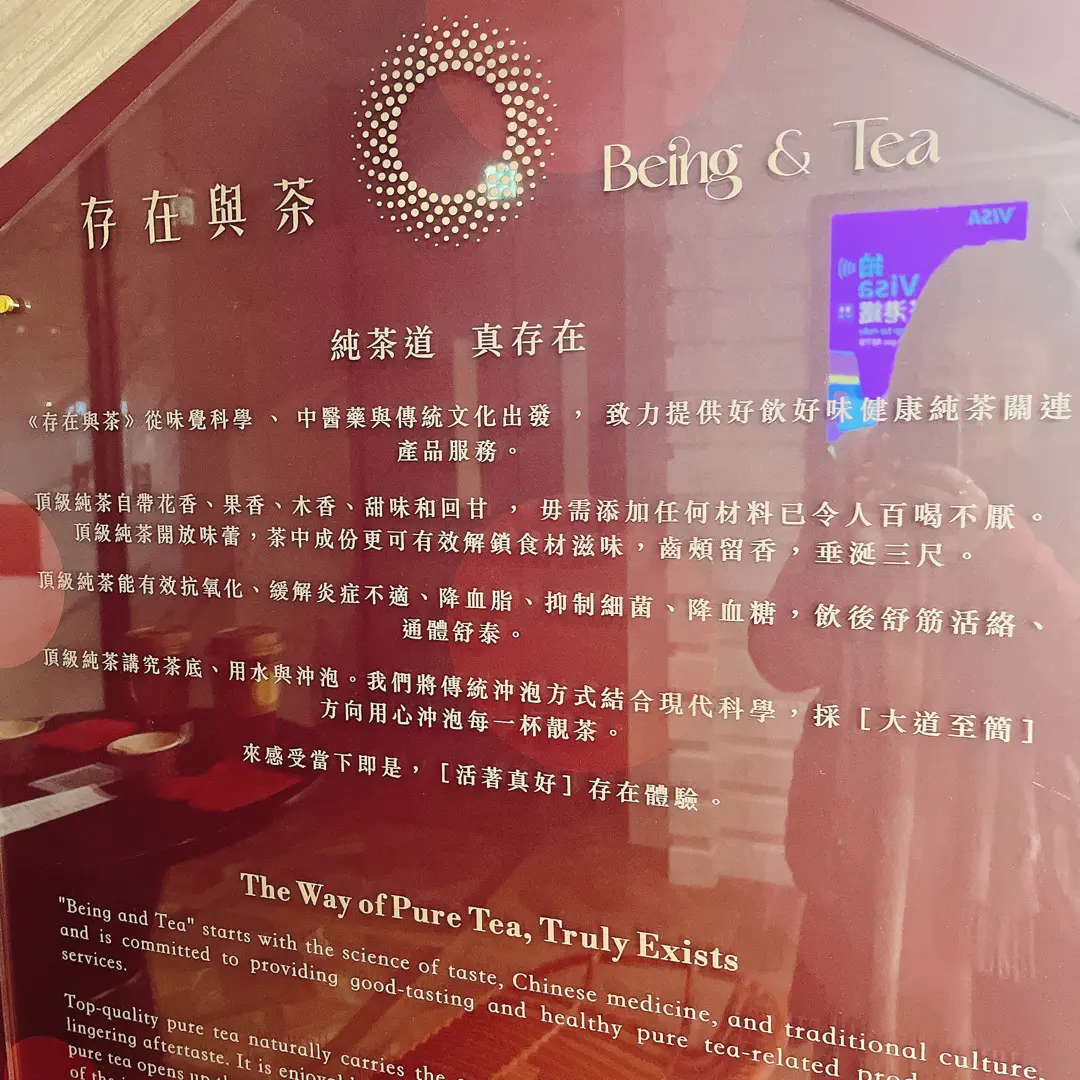 存在與茶
Being & Tea
VISA
拍
Visa
純茶道 真存在
《存在與茶》從味覺科學、中醫藥與傳統文化出發，致力提供好飲好味健康純茶關連
產品服務。
頂級純茶自帶花香、果香、木香、甜味和回甘，毋需添加任何材料已令人百喝不厭。
頂級純茶開放味蕾，茶中成份更可有效解鎖食材滋味，齒頰留香，垂涎三尺。
頂級純茶能有效抗氧化、緩解炎症不適、降血脂、抑制細菌、降血糖，飲後舒筋活絡、
通體舒泰。
頂級純茶講究茶底、用水與沖泡。我們將傳統沖泡方式結合現代科學，採［大道至簡］
方向用心沖泡每一杯靚茶。
來感受當下即是，［活著真好］存在體驗。
The Way of Pure Tea, Truly Exists
"Being and Tea" starts with the science of taste, Chinese medicine, and traditional culture,
and is committed to providing good-tasting and healthy pure tea-related
services.
Top-quality pure tea naturally carries the
lingering aftertaste. It is
pure tea opens up
of the